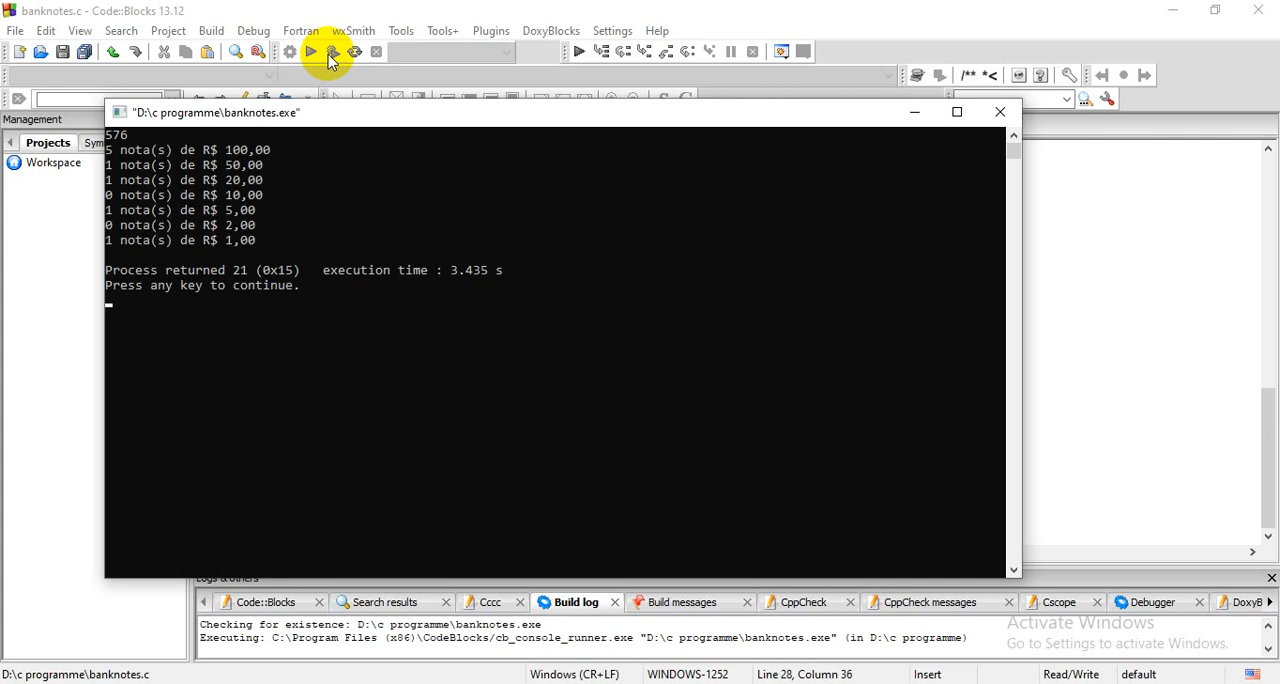 banknotes.c - Code::Blocks 13.12
File Edit View Search Project Build Debug Fortran wxSmith Tools Tools+ Plugins DoxyBlocks Settings Help
/** *<
Management
"D:\c programme\banknotes.exe"
Projects Sym
Workspace
576
5 nota(s) de R$ 100,00
1 nota(s) de R$ 50,00
1 nota(s) de R$ 20,00
0 nota(s) de R$ 10,00
1 nota(s) de R$ 5,00
0 nota(s) de R$ 2,00
1 nota(s) de R$ 1,00
Process returned 21 (0x15) execution time : 3.435 s
Press any key to continue.
Logs & others
Code::Blocks Search results Cccc Build log Build messages CppCheck CppCheck messages Cscope Debugger DoxyB
Checking for existence: D:\c programme\banknotes.exe
Executing: C:\Program Files (x86)\CodeBlocks/cb_console_runner.exe "D:\c programme\banknotes.exe" (in D:\c programme)
Activate Windows
Go to Settings to activate Windows.
D:\c programme\banknotes.c Windows (CR+LF) WINDOWS-1252 Line 28, Column 36 Insert Read/Write default